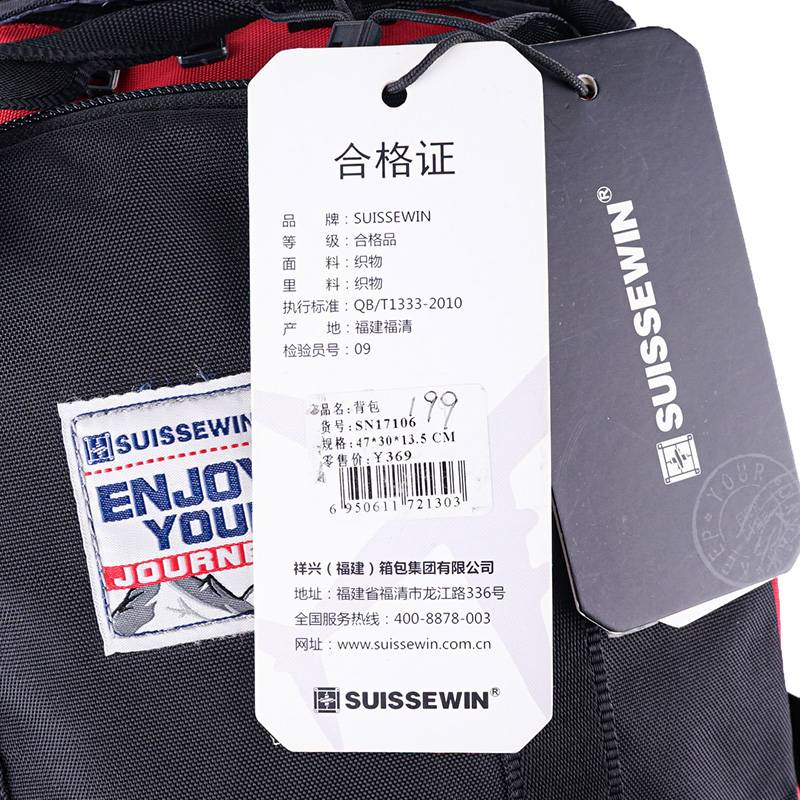 合格证
品 牌：SUISSEWIN
等 级：合格品
面 料：织物
里 料：织物
执行标准：QB/T1333-2010
产 地：福建福清
检验员号：09
品名:背包
199
货号:SN17106
规格:47*30*13.5 CM
零售价:￥369
6 950611 721303
祥兴（福建）箱包集团有限公司
地址：福建省福清市龙江路336号
全国服务热线：400-8878-003
网址：www.suissewin.com.cn
SUISSEWIN®
SUISSEWIN®
SUISSEWIN
ENJOY
YOUR
JOURNE